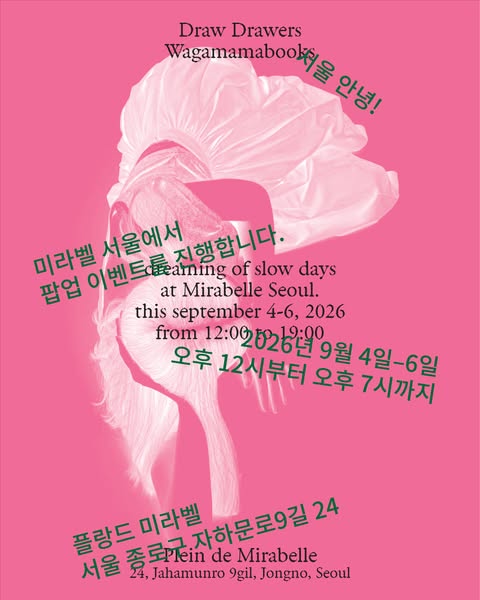 Draw Drawers
Wagamamabooks
서울 안녕!
미라벨 서울에서
팝업 이벤트를 진행합니다.
dreaming of slow days
at Mirabelle Seoul.
this september 4-6, 2026
from 12:00 to 19:00
2026년 9월 4일–6일
오후 12시부터 오후 7시까지
플랑드 미라벨
서울 종로구 자하문로9길 24
Plein de Mirabelle
24, Jahamunro 9gil, Jongno, Seoul